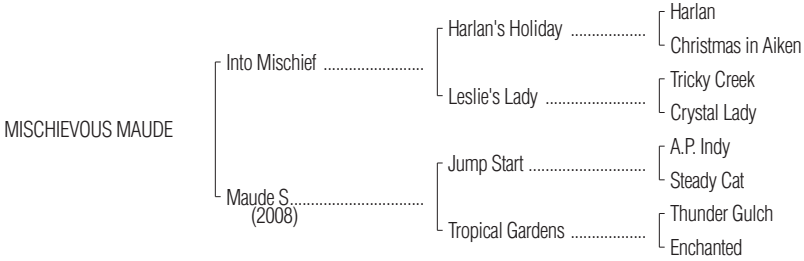 Harlan
Harlan's Holiday ..................
Christmas in Aiken
Into Mischief ........................
Tricky Creek
Leslie's Lady ........................
Crystal Lady
MISCHIEVOUS MAUDE
A.P. Indy
Jump Start ............................
Steady Cat
Maude S................................
(2008)
Thunder Gulch
Tropical Gardens ..................
Enchanted